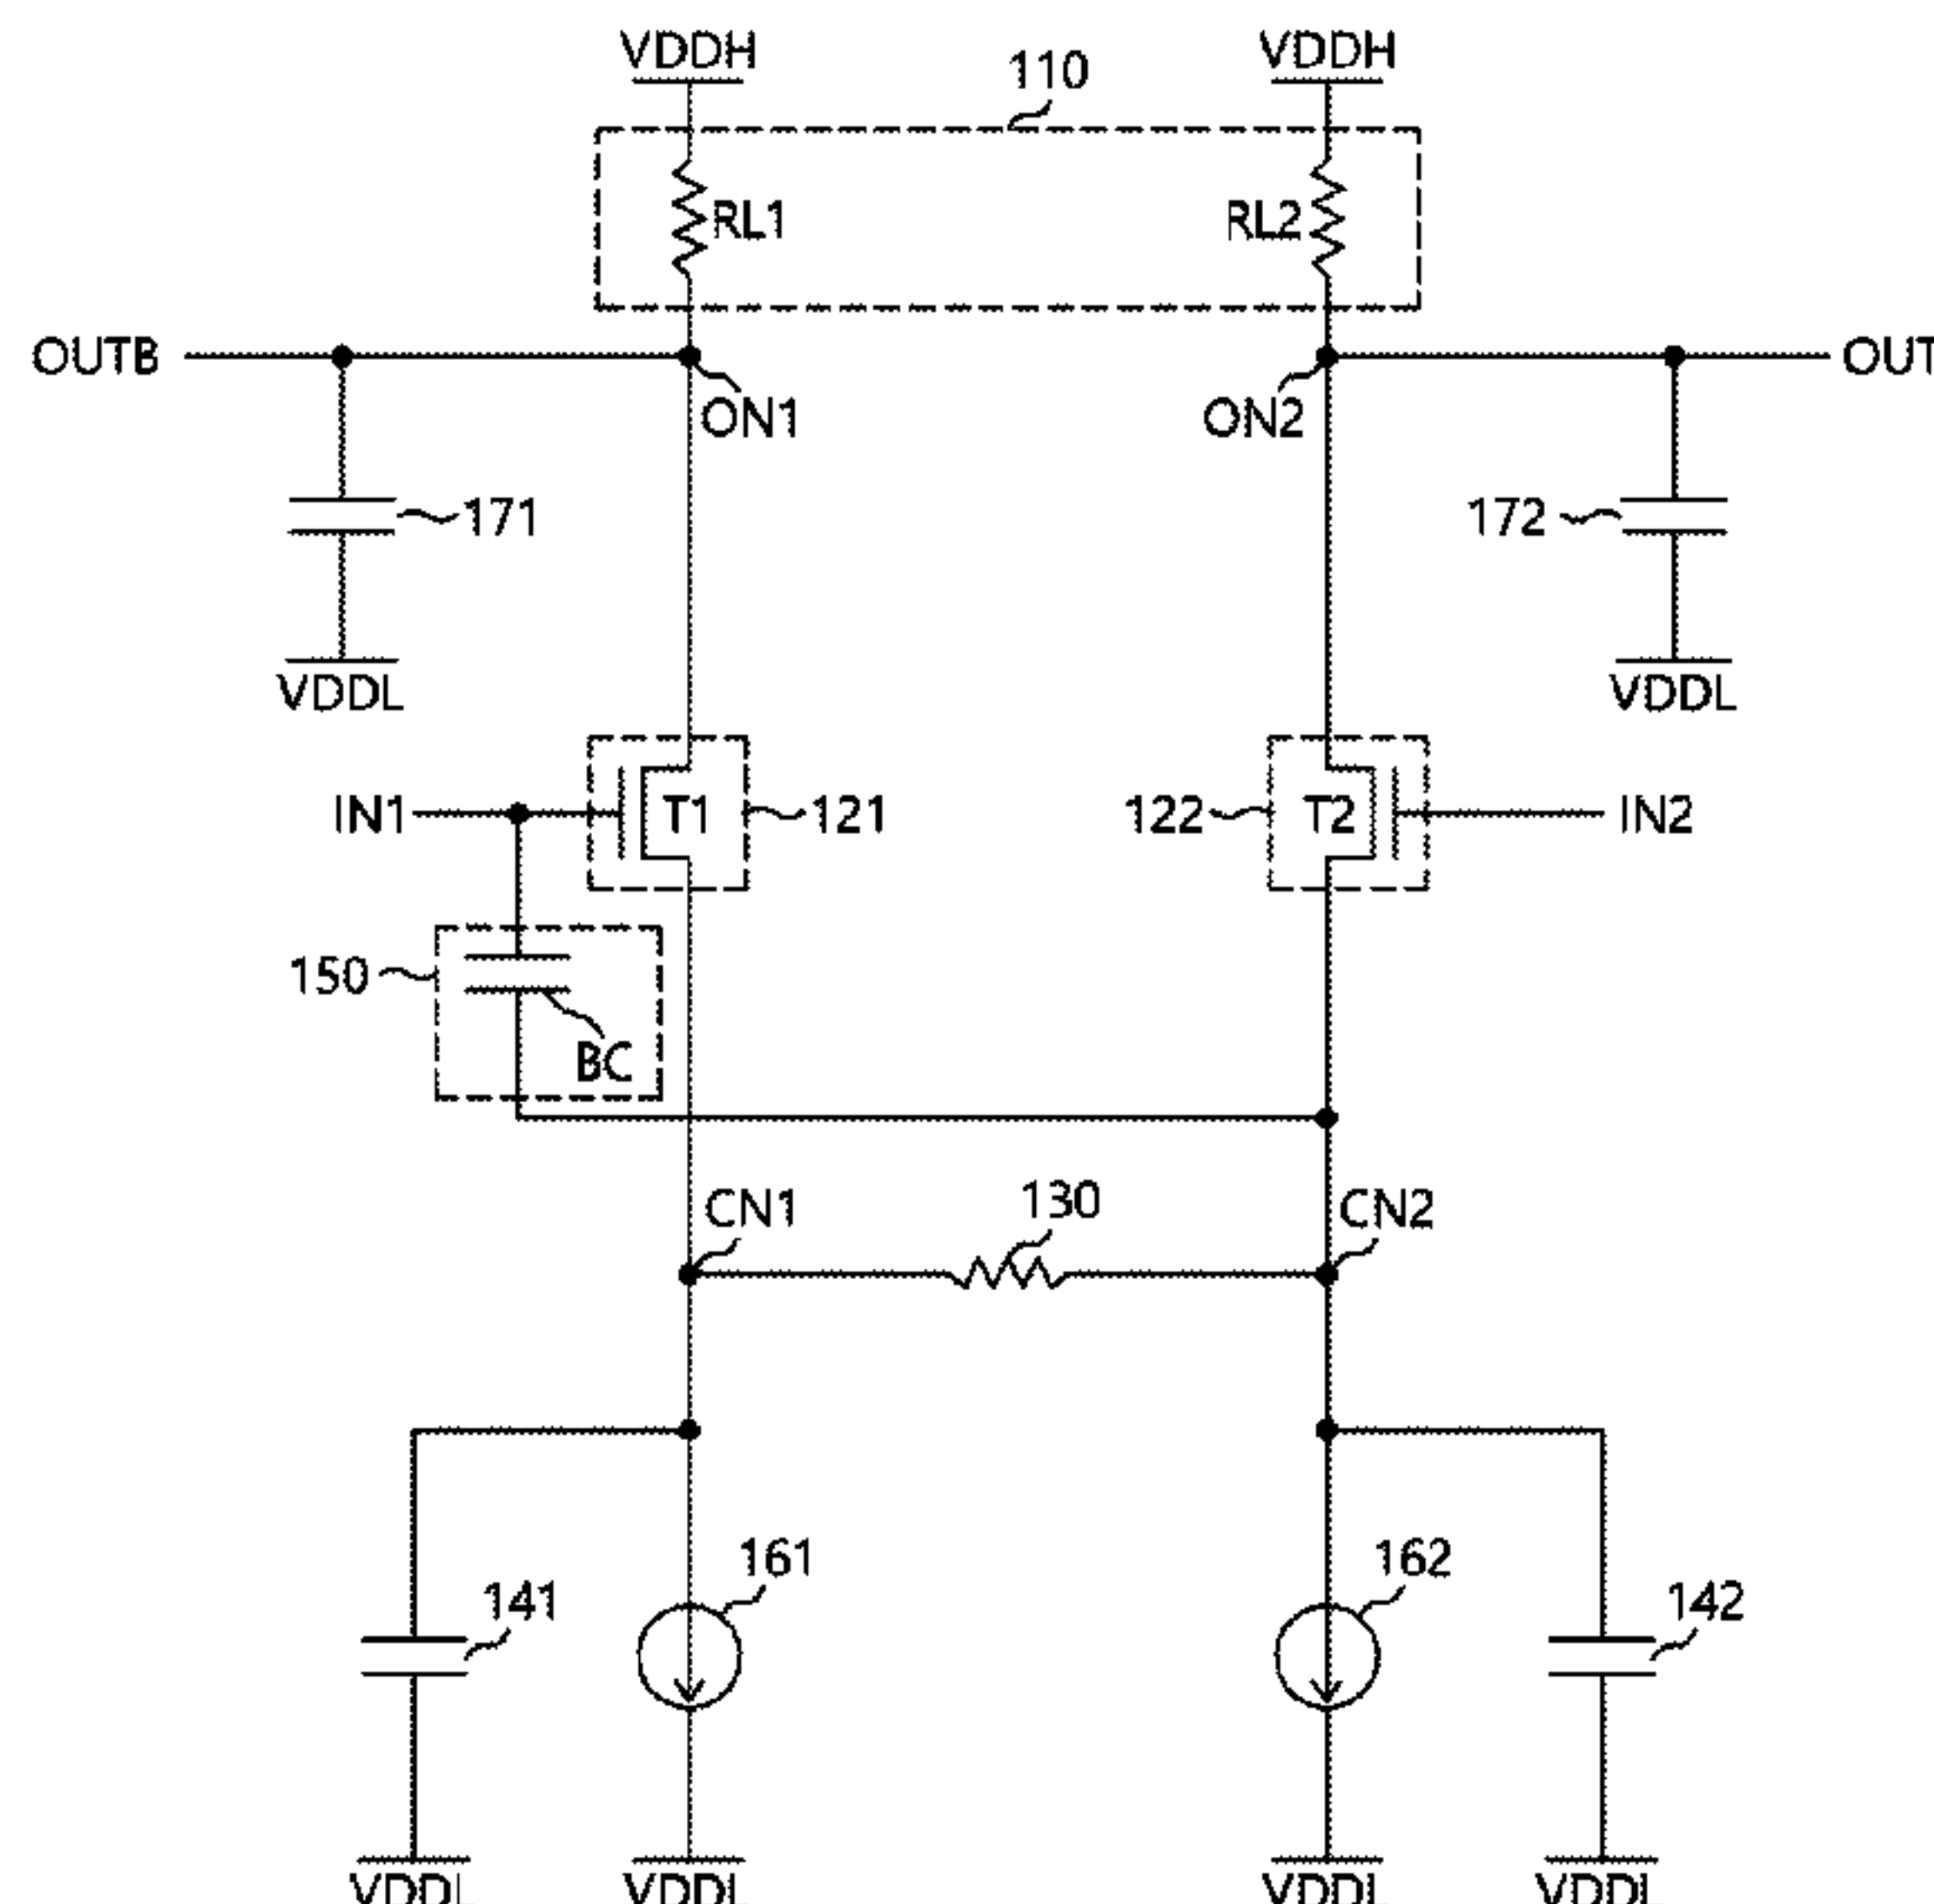 VDDH
VDDH
110
RL1
RL2
OUTB
OUT
ON1
ON2
171
172
VDDL
VDDL
IN1
T1
121
122
T2
IN2
150
BC
CN1
130
CN2
161
162
141
142
VDDL
VDDL
VDDL
VDDL